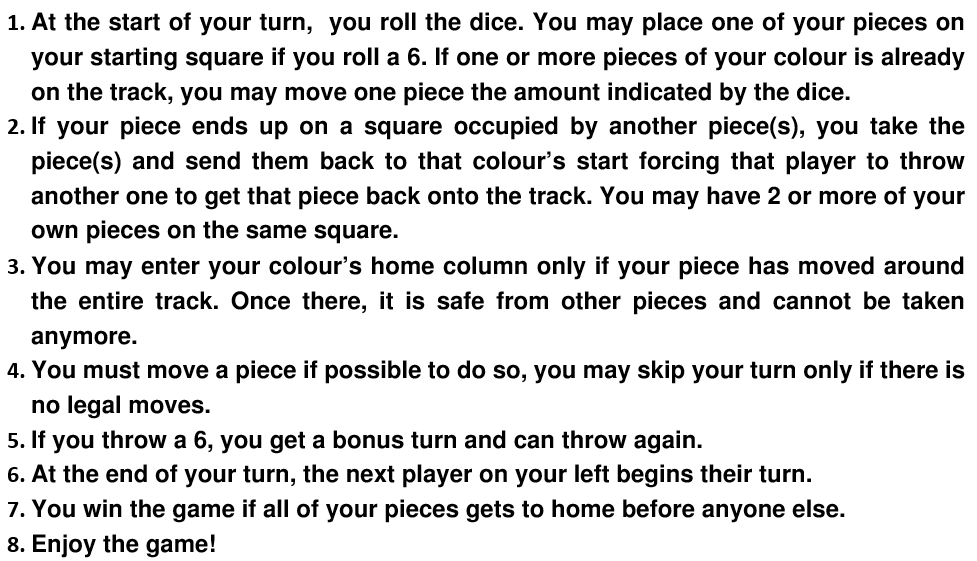 1. At the start of your turn,  you roll the dice. You may place one of your pieces on
your starting square if you roll a 6. If one or more pieces of your colour is already
on the track, you may move one piece the amount indicated by the dice.
2. If your piece ends up on a square occupied by another piece(s), you take the
piece(s) and send them back to that colour’s start forcing that player to throw
another one to get that piece back onto the track. You may have 2 or more of your
own pieces on the same square.
3. You may enter your colour’s home column only if your piece has moved around
the entire track. Once there, it is safe from other pieces and cannot be taken
anymore.
4. You must move a piece if possible to do so, you may skip your turn only if there is
no legal moves.
5. If you throw a 6, you get a bonus turn and can throw again.
6. At the end of your turn, the next player on your left begins their turn.
7. You win the game if all of your pieces gets to home before anyone else.
8. Enjoy the game!